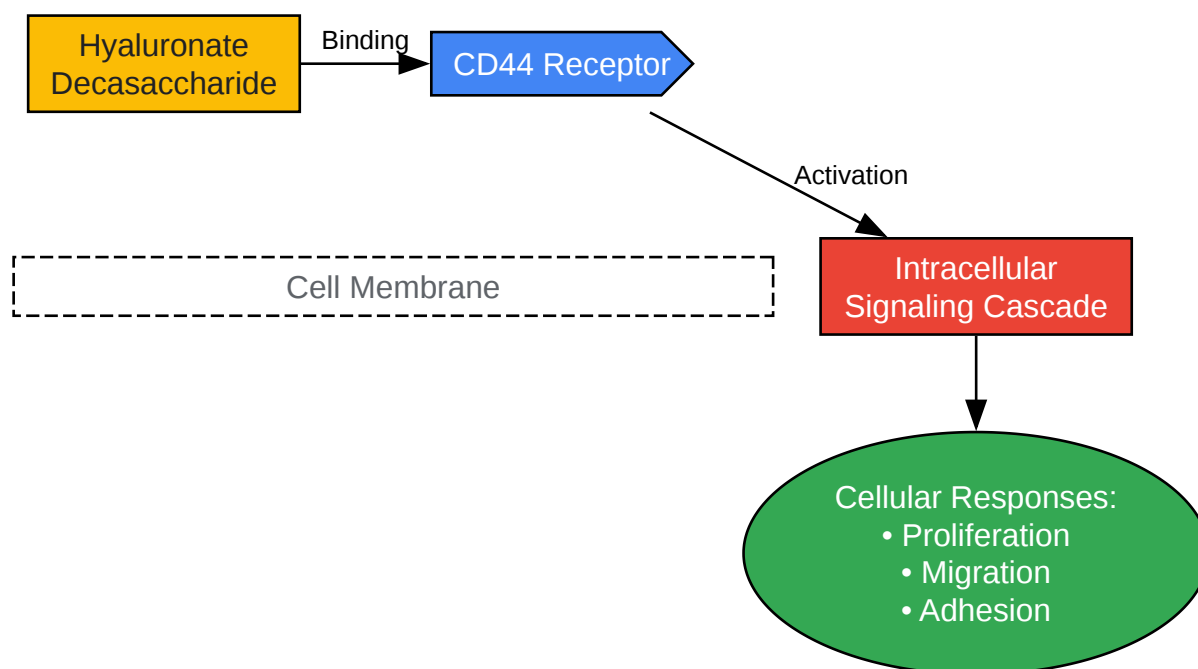 Hyaluronate
Decasaccharide
Binding
CD44 Receptor
Activation
Cell Membrane
Intracellular
Signaling Cascade
Cellular Responses:
• Proliferation
• Migration
• Adhesion